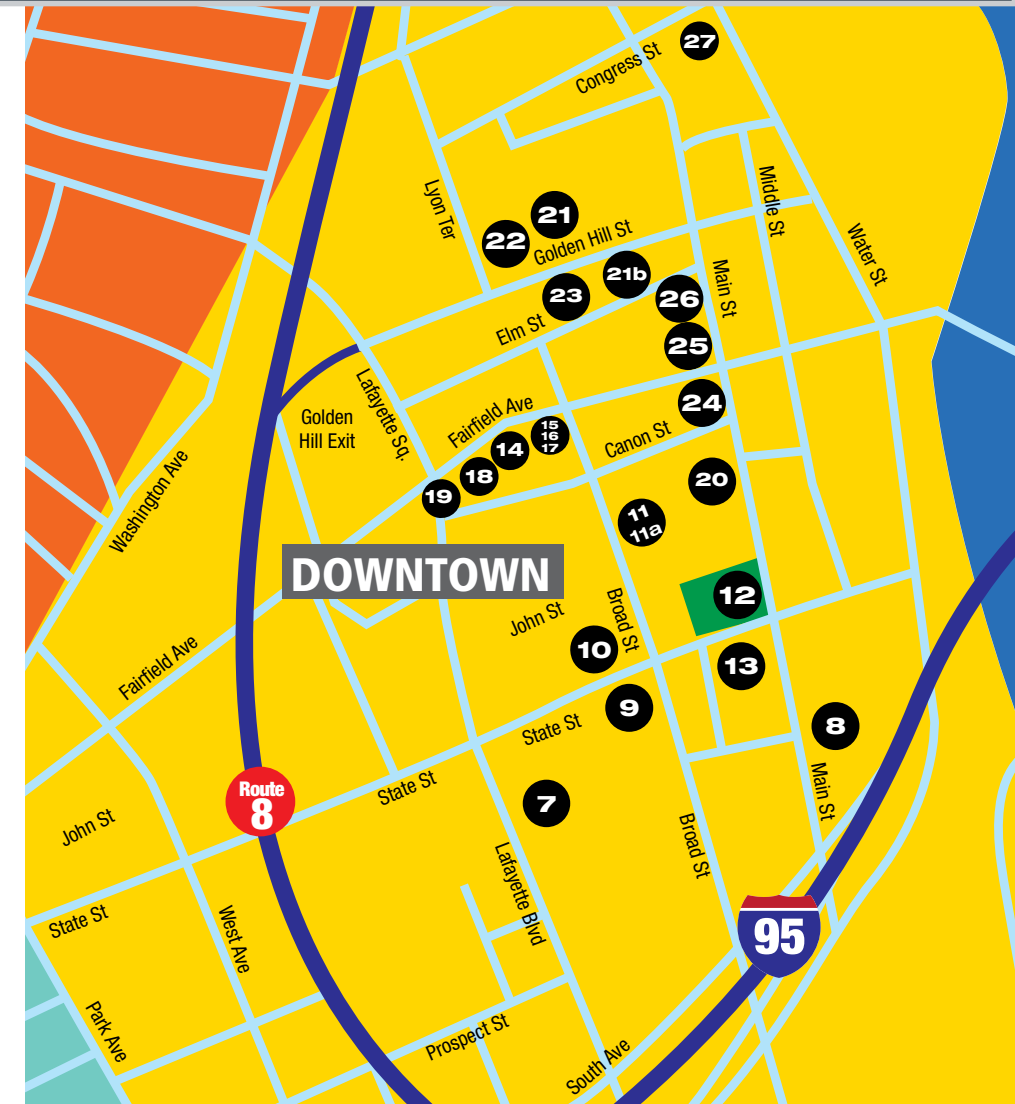 27
Congress St
Lyon Ter
Middle St
21
22
Golden Hill St
Water St
21b
Main St
23
26
Elm St
25
Lafayette Sq.
Golden
Hill Exit
Fairfield Ave
24
15
16
17
Canon St
14
18
19
20
Washington Ave
11
11a
DOWNTOWN
12
John St
Broad St
10
13
Fairfield Ave
9
State St
8
Route
8
State St
7
Main St
John St
Broad St
Lafayette Blvd
State St
West Ave
95
Park Ave
Prospect St
South Ave